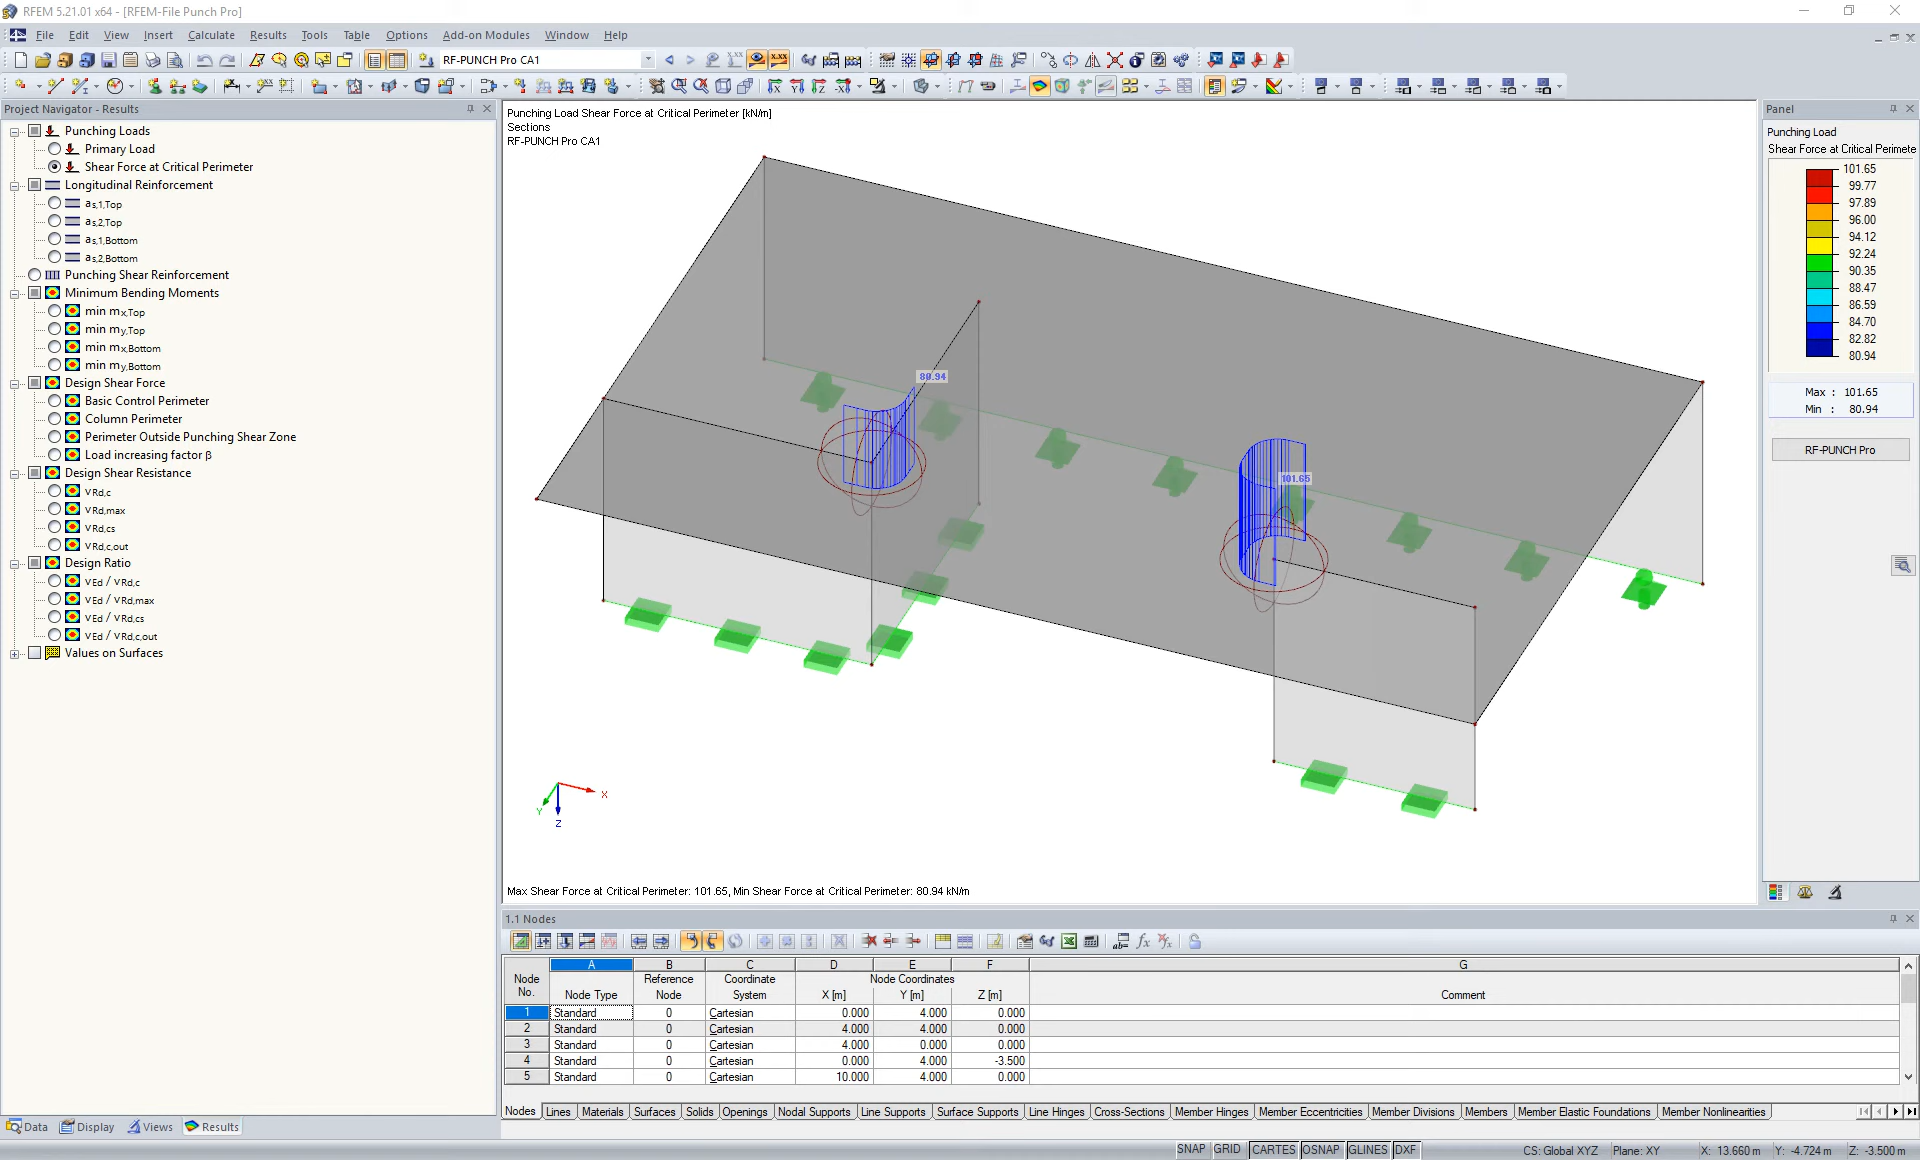 RFEM 5.21.01 x64 - [RFEM-File Punch Pro]
File Edit View Insert Calculate Results Tools Table Options Add-on Modules Window Help
RF-PUNCH Pro CA1
Project Navigator - Results
Punching Loads
Primary Load
Shear Force at Critical Perimeter
Longitudinal Reinforcement
as,1,Top
as,2,Top
as,1,Bottom
as,2,Bottom
Punching Shear Reinforcement
Minimum Bending Moments
min mx,Top
min my,Top
min mx,Bottom
min my,Bottom
Design Shear Force
Basic Control Perimeter
Column Perimeter
Perimeter Outside Punching Shear Zone
Load increasing factor β
Design Shear Resistance
vRd,c
vRd,max
vRd,cs
vRd,c,out
Design Ratio
vEd / vRd,c
vEd / vRd,max
vEd / vRd,cs
vEd / vRd,c,out
Values on Surfaces
Data Display Views Results
Punching Load Shear Force at Critical Perimeter [kN/m]
Sections
RF-PUNCH Pro CA1
80.94
101.65
X
Y
Z
Max Shear Force at Critical Perimeter: 101.65, Min Shear Force at Critical Perimeter: 80.94 kN/m
Panel
Punching Load
Shear Force at Critical Perimete
101.65
99.77
97.89
96.00
94.12
92.24
90.35
88.47
86.59
84.70
82.82
80.94
Max : 101.65
Min : 80.94
RF-PUNCH Pro
1.1 Nodes
A B C D E F G
Node No. Node Type Reference Node Coordinate System Node Coordinates X [m] Y [m] Z [m] Comment
1 Standard 0 Cartesian 0.000 4.000 0.000
2 Standard 0 Cartesian 4.000 4.000 0.000
3 Standard 0 Cartesian 4.000 0.000 0.000
4 Standard 0 Cartesian 0.000 4.000 -3.500
5 Standard 0 Cartesian 10.000 4.000 0.000
Nodes Lines Materials Surfaces Solids Openings Nodal Supports Line Supports Surface Supports Line Hinges Cross-Sections Member Hinges Member Eccentricities Member Divisions Members Member Elastic Foundations Member Nonlinearities
SNAP GRID CARTES OSNAP GLINES DXF CS: Global XYZ Plane: XY X: 13.660 m Y: -4.724 m Z: -3.500 m